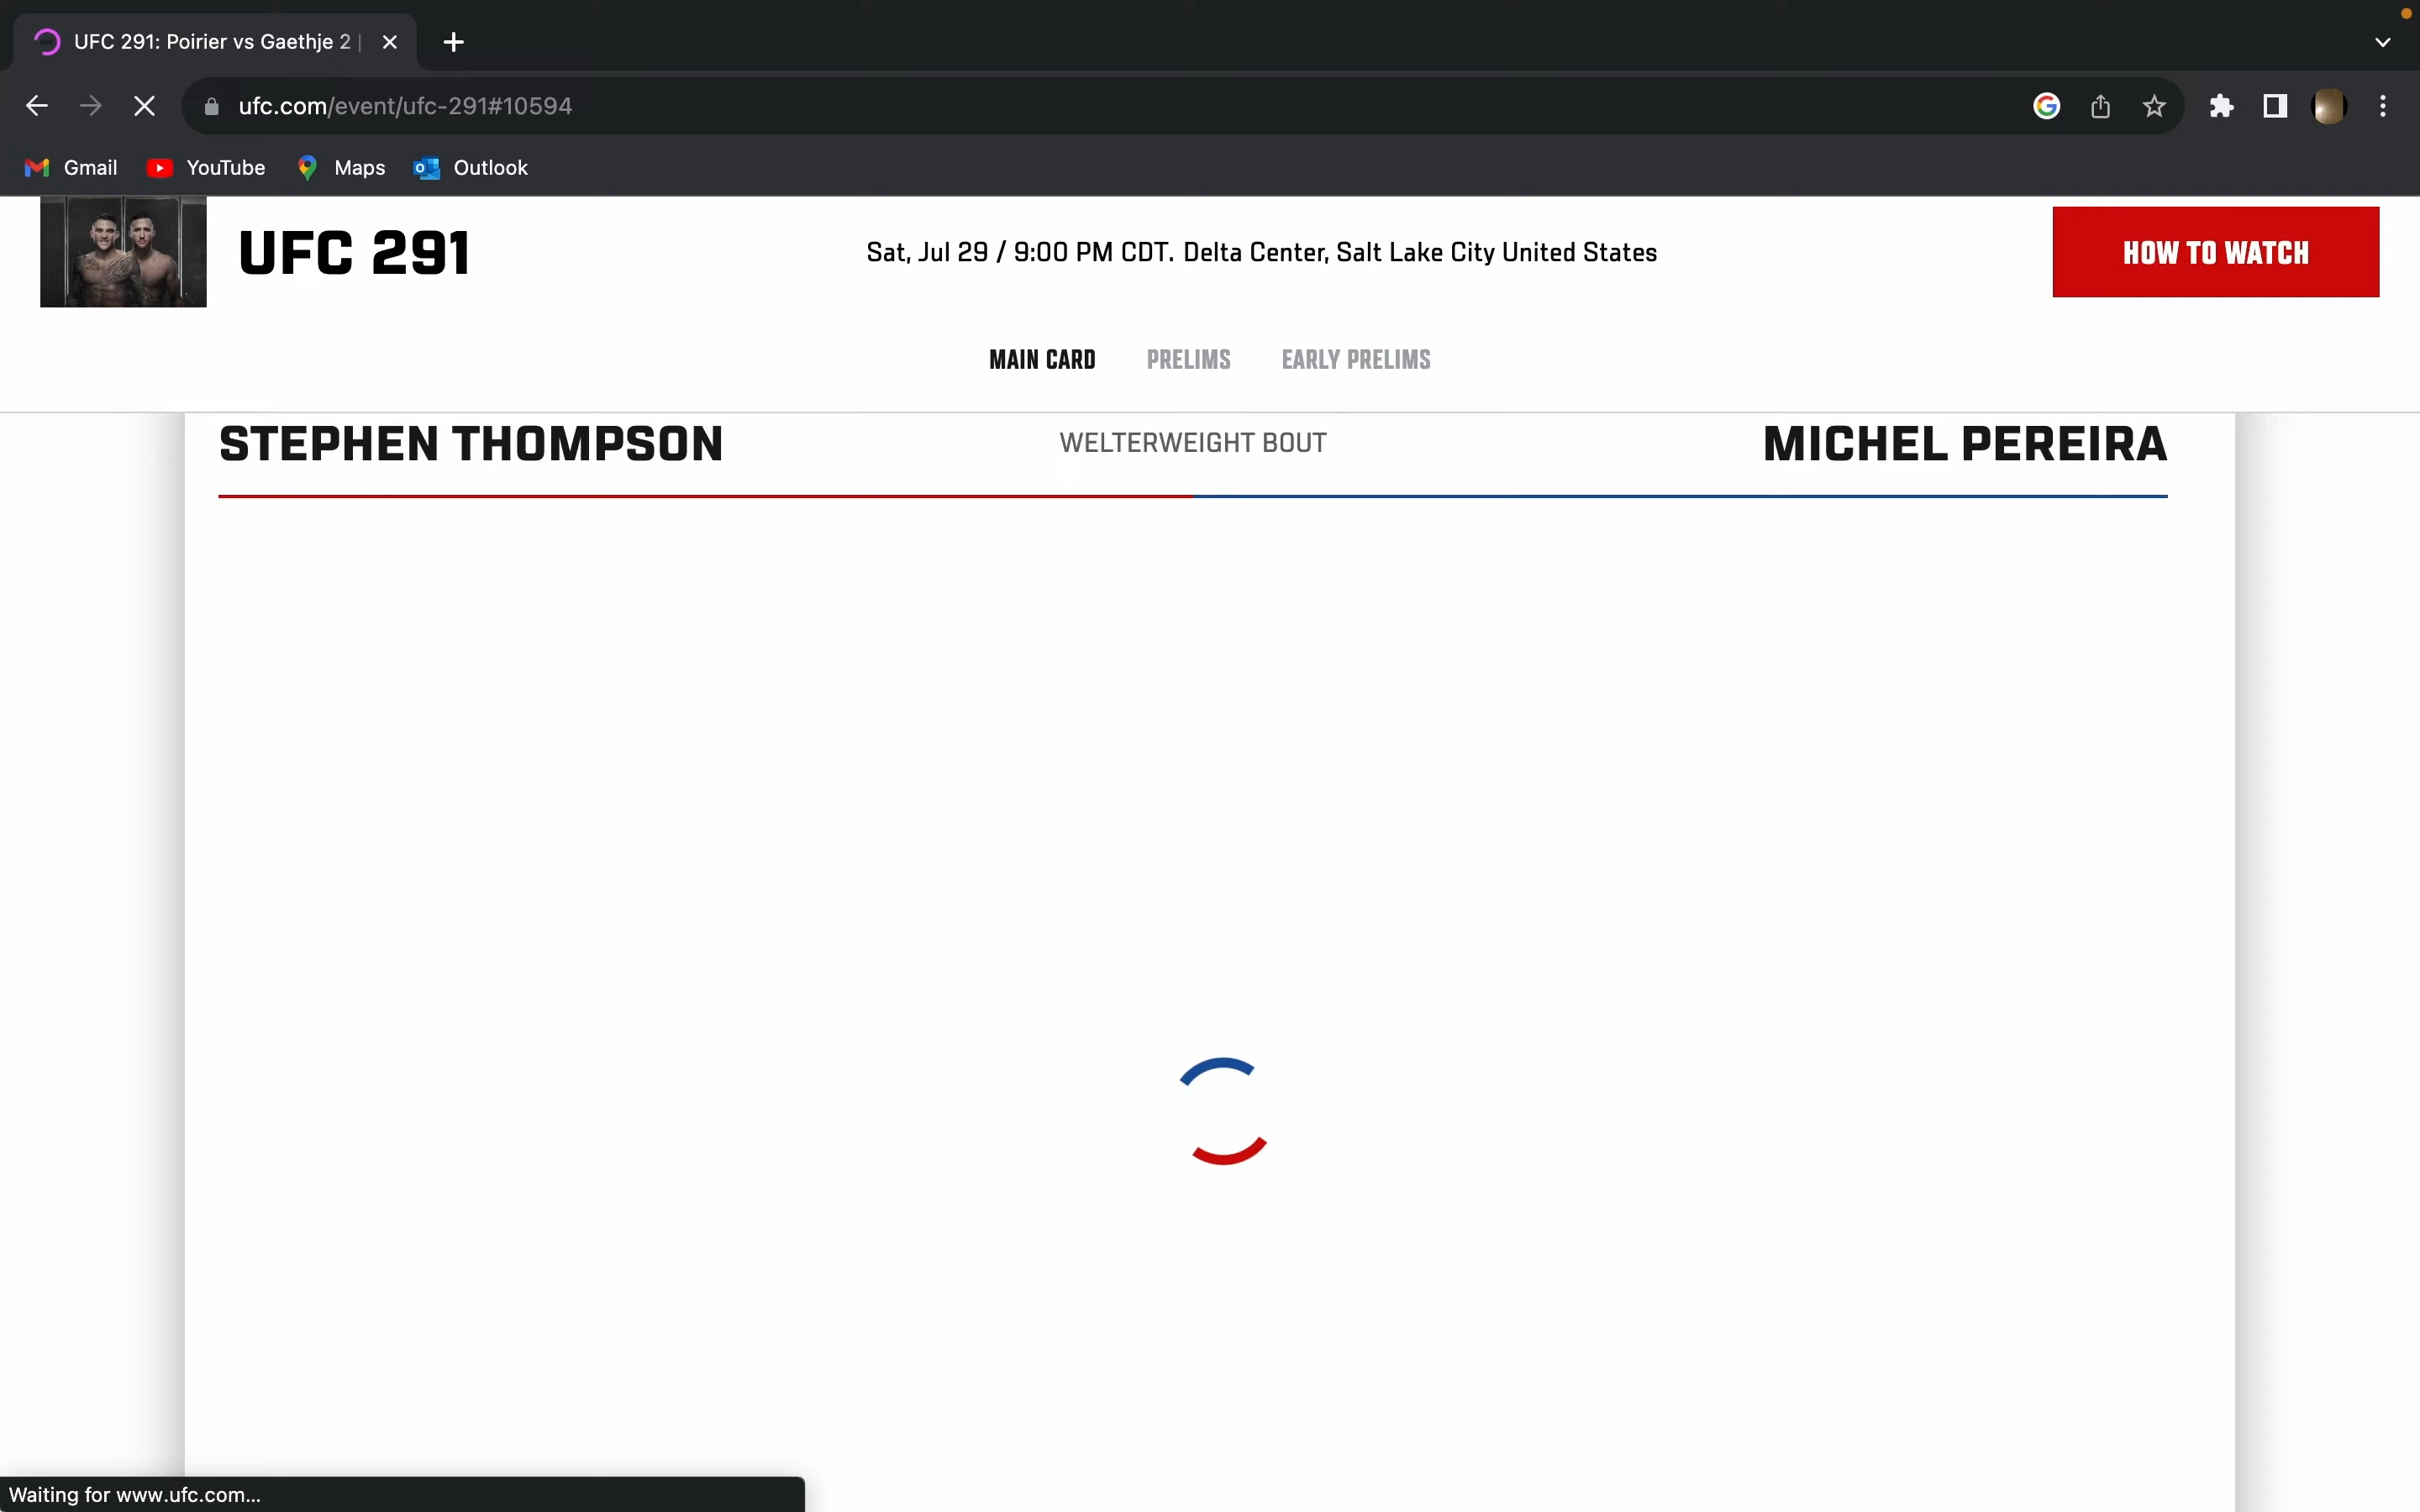 UFC 291: Poirier vs Gaethje 2 |
ufc.com/event/ufc-291#10594
Gmail
YouTube
Maps
Outlook
UFC 291
Sat, Jul 29 / 9:00 PM CDT. Delta Center, Salt Lake City United States
HOW TO WATCH
MAIN CARD
PRELIMS
EARLY PRELIMS
STEPHEN THOMPSON
WELTERWEIGHT BOUT
MICHEL PEREIRA
Waiting for www.ufc.com...